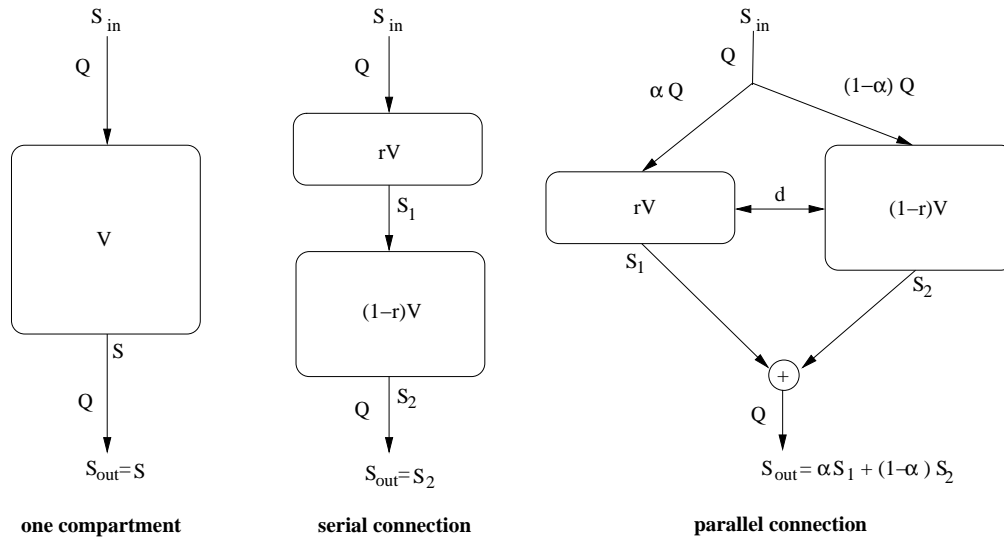 S_in
Q
V
S
Q
S_out = S
one compartment
S_in
Q
rV
S_1
(1−r)V
S_2
Q
S_out = S_2
serial connection
S_in
Q
α Q
(1−α) Q
rV
d
(1−r)V
S_1
S_2
+
Q
S_out = α S_1 + (1−α ) S_2
parallel connection